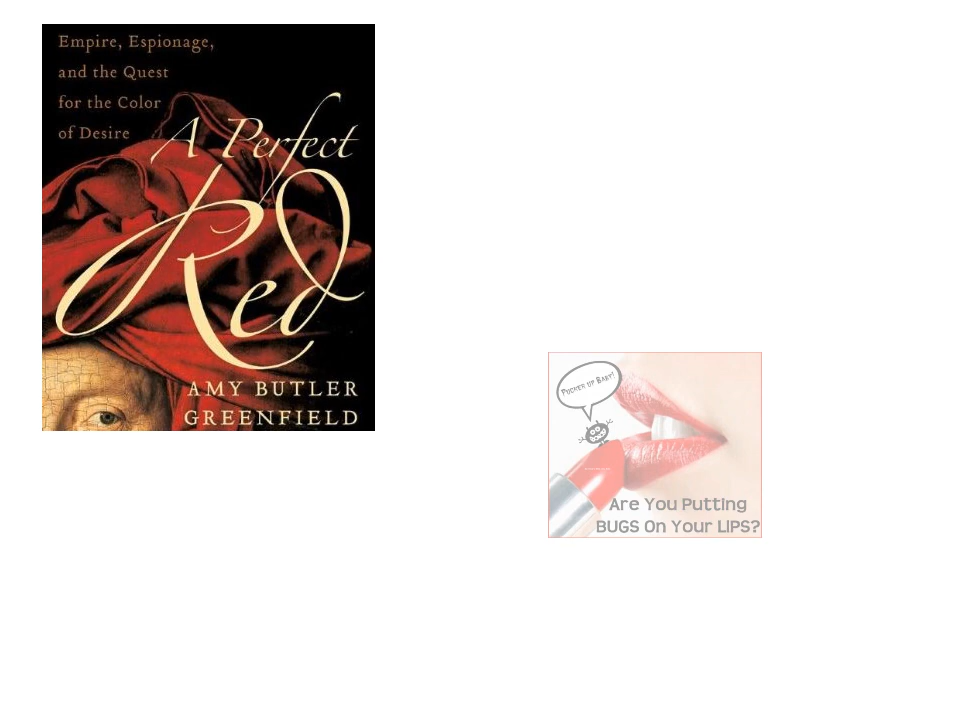 Empire, Espionage,
and the Quest
for the Color
of Desire
A Perfect
Red
AMY BUTLER
GREENFIELD
PUCKER UP BABY!
Are You Putting
BUGS On Your LIPS?